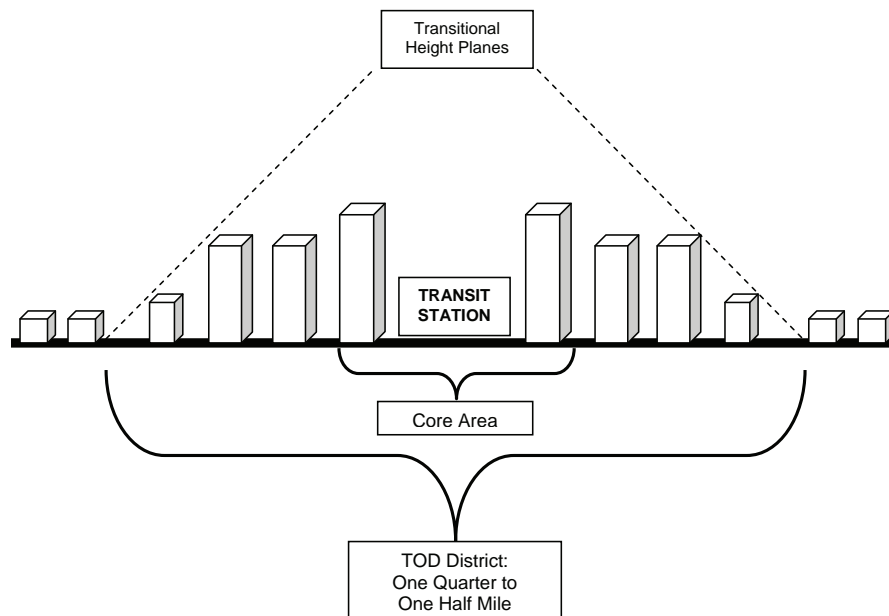 Transitional
Height Planes
TRANSIT
STATION
Core Area
TOD District:
One Quarter to
One Half Mile